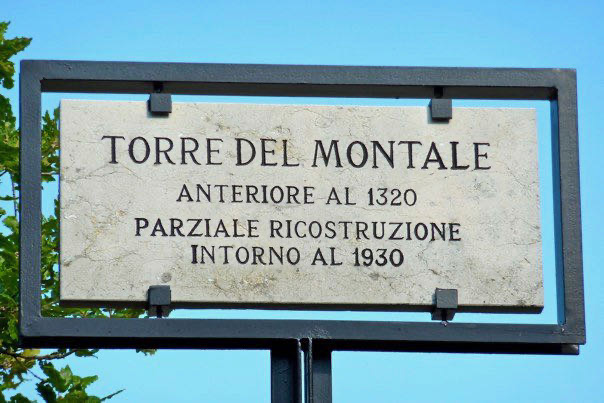 TORRE DEL MONTALE
ANTERIORE AL 1320
PARZIALE RICOSTRUZIONE
INTORNO AL 1930